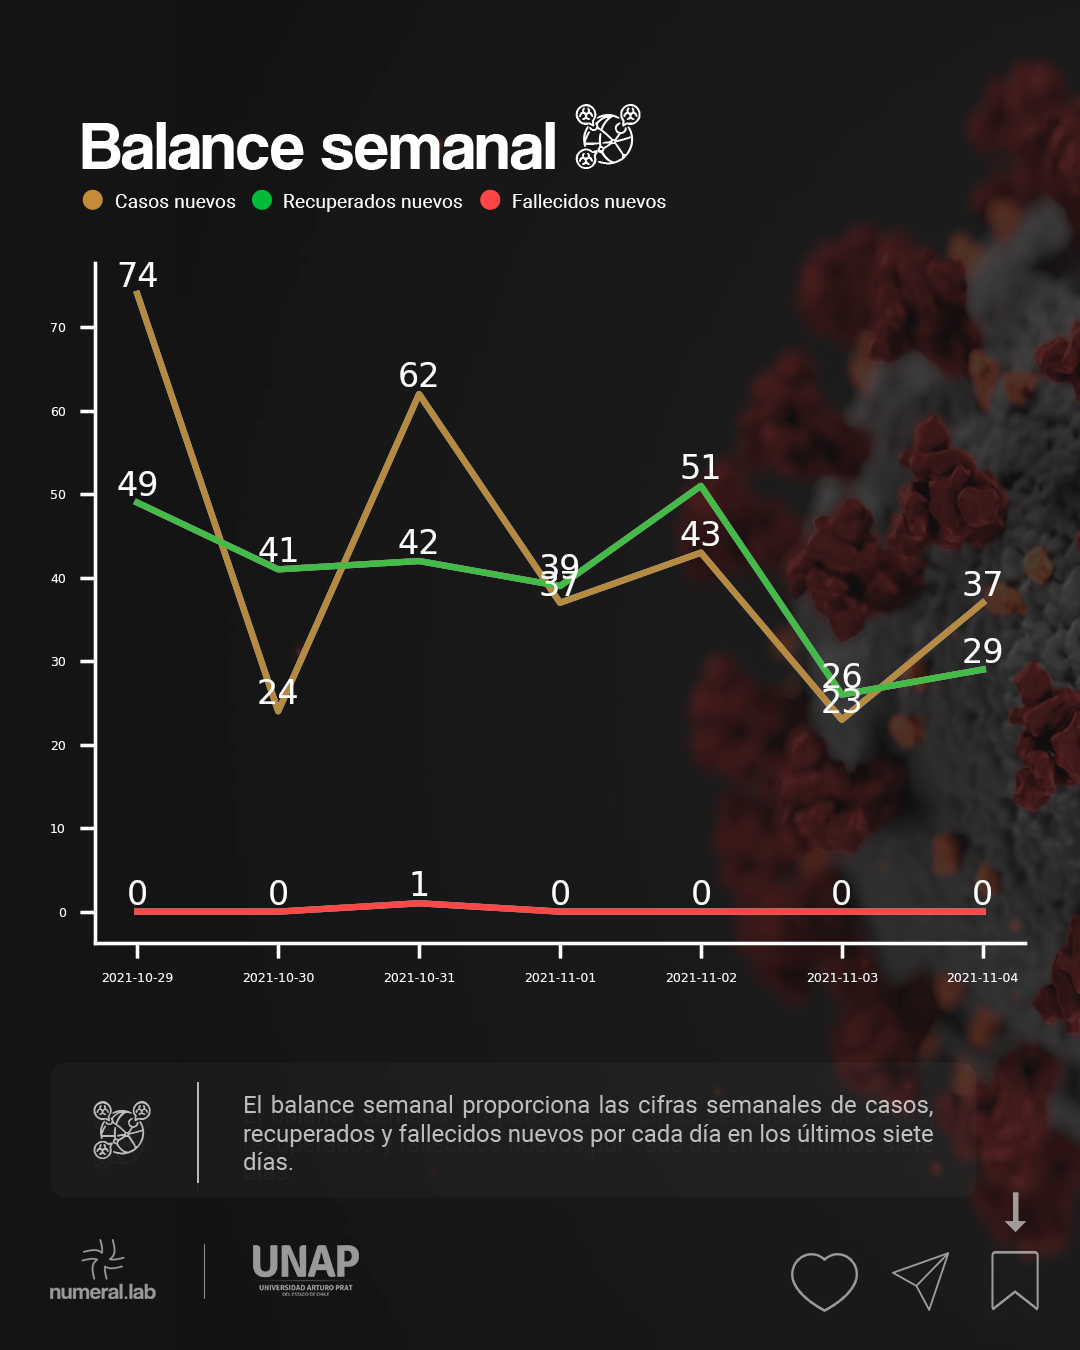 Balance semanal
Casos nuevos Recuperados nuevos Fallecidos nuevos
74
70
62
60
51
50
49
43
42
41
40
39
37
37
30
29
26
24
23
20
10
0 0 1 0 0 0 0
0
2021-10-29 2021-10-30 2021-10-31 2021-11-01 2021-11-02 2021-11-03 2021-11-04
El balance semanal proporciona las cifras semanales de casos,
recuperados y fallecidos nuevos por cada día en los últimos siete
días.
numeral.lab
UNAP
UNIVERSIDAD ARTURO PRAT
DEL ESTADO DE CHILE